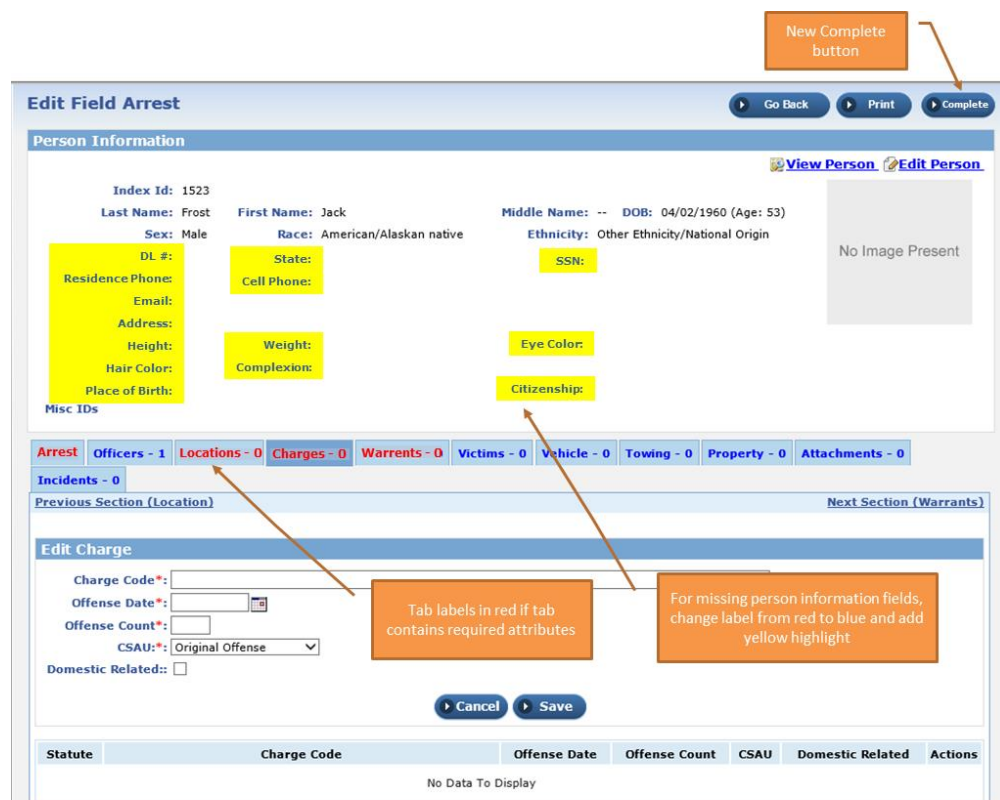 New Complete
button
Edit Field Arrest
Go Back Print Complete
Person Information
View Person Edit Person
Index Id: 1523
Last Name: Frost First Name: Jack Middle Name: -- DOB: 04/02/1960 (Age: 53)
Sex: Male Race: American/Alaskan native Ethnicity: Other Ethnicity/National Origin
No Image Present
DL #: State: SSN:
Residence Phone: Cell Phone:
Email:
Address:
Height: Weight: Eye Color:
Hair Color: Complexion:
Place of Birth: Citizenship:
Misc IDs
Arrest Officers - 1 Locations - 0 Charges - 0 Warrents - 0 Victims - 0 Vehicle - 0 Towing - 0 Property - 0 Attachments - 0
Incidents - 0
Previous Section (Location) Next Section (Warrants)
Edit Charge
Charge Code*:
Offense Date*:
Offense Count*:
CSAU:*: Original Offense
Domestic Related::
Tab labels in red if tab
contains required attributes
For missing person information fields,
change label from red to blue and add
yellow highlight
Cancel Save
Statute Charge Code Offense Date Offense Count CSAU Domestic Related Actions
No Data To Display